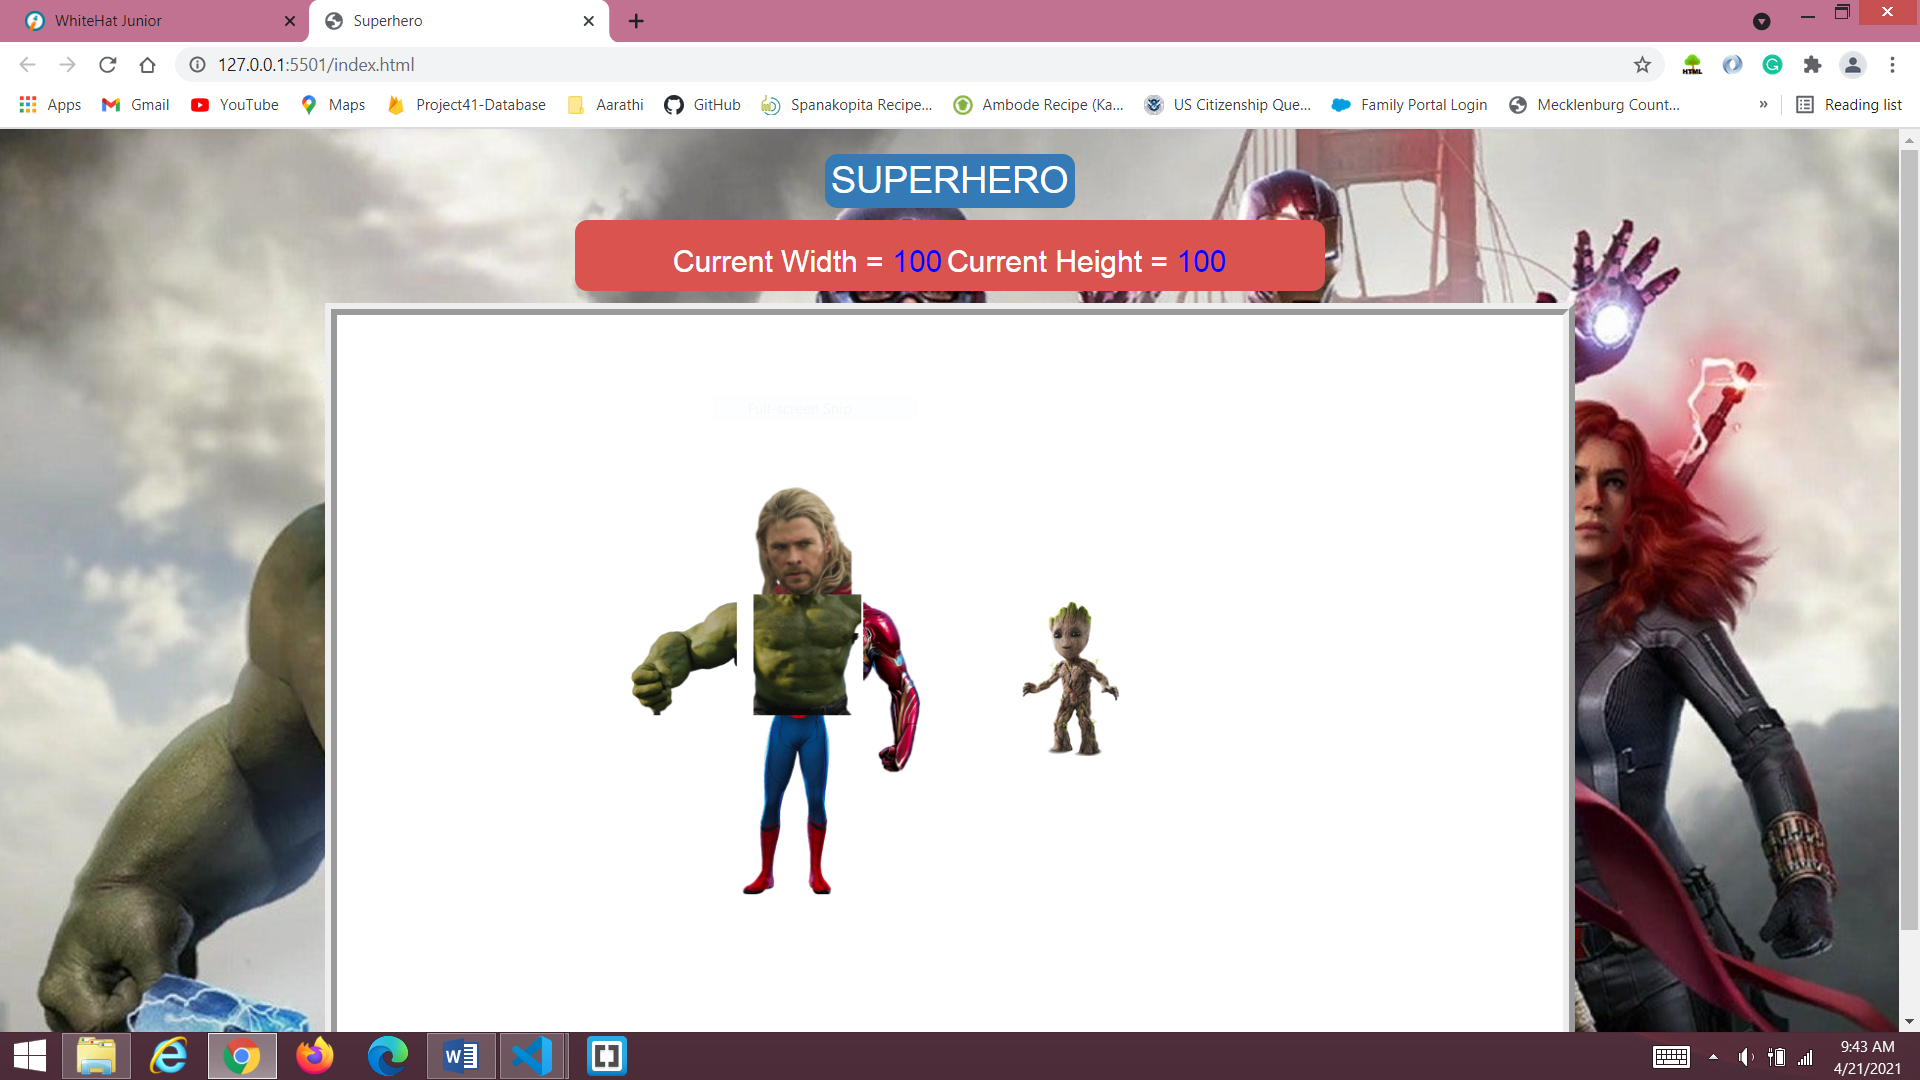 WhiteHat Junior
Superhero
127.0.0.1:5501/index.html
Apps
Gmail
YouTube
Maps
Project41-Database
Aarathi
GitHub
Spanakopita Recipe...
Ambode Recipe (Ka...
US Citizenship Que...
Family Portal Login
Mecklenburg Count...
»
Reading list
SUPERHERO
Current Width = 100 Current Height = 100
Full-screen Snip
9:43 AM
4/21/2021